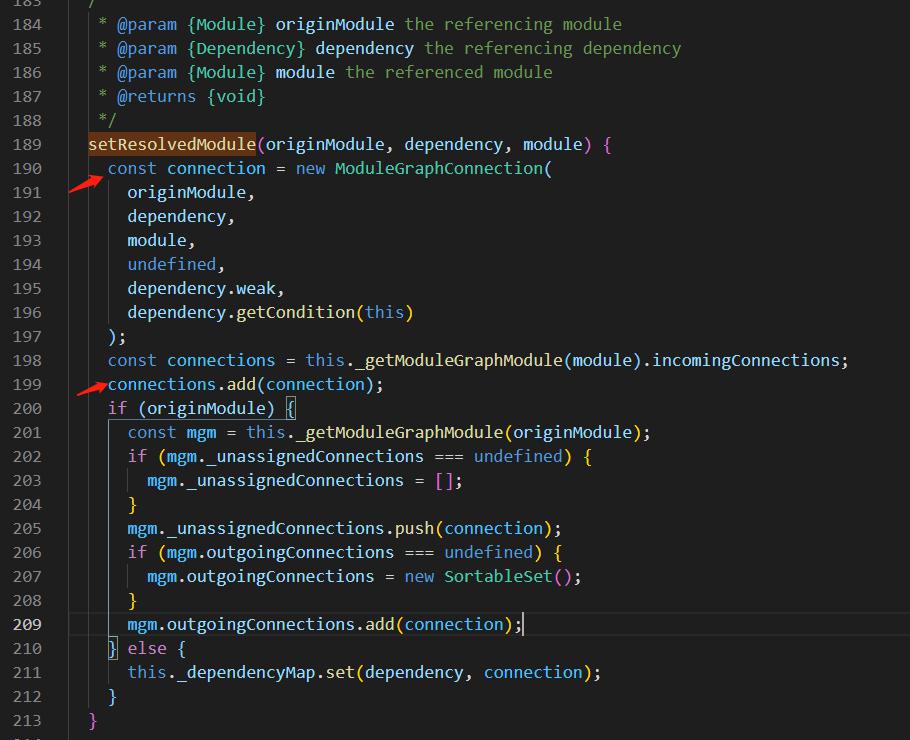 183 /
184 * @param {Module} originModule the referencing module
185 * @param {Dependency} dependency the referencing dependency
186 * @param {Module} module the referenced module
187 * @returns {void}
188 */
189 setResolvedModule(originModule, dependency, module) {
190 const connection = new ModuleGraphConnection(
191 originModule,
192 dependency,
193 module,
194 undefined,
195 dependency.weak,
196 dependency.getCondition(this)
197 );
198 const connections = this._getModuleGraphModule(module).incomingConnections;
199 connections.add(connection);
200 if (originModule) {
201 const mgm = this._getModuleGraphModule(originModule);
202 if (mgm._unassignedConnections === undefined) {
203 mgm._unassignedConnections = [];
204 }
205 mgm._unassignedConnections.push(connection);
206 if (mgm.outgoingConnections === undefined) {
207 mgm.outgoingConnections = new SortableSet();
208 }
209 mgm.outgoingConnections.add(connection);
210 } else {
211 this._dependencyMap.set(dependency, connection);
212 }
213 }